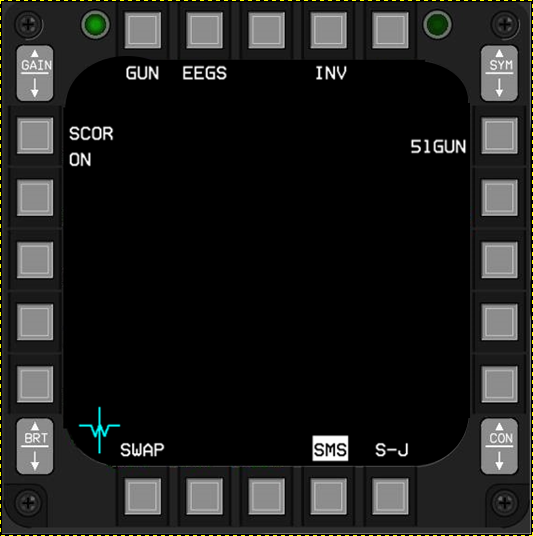 GAIN
SYM
GUN EEGS INV
SCOR
ON
51GUN
BRT
CON
SWAP SMS S-J